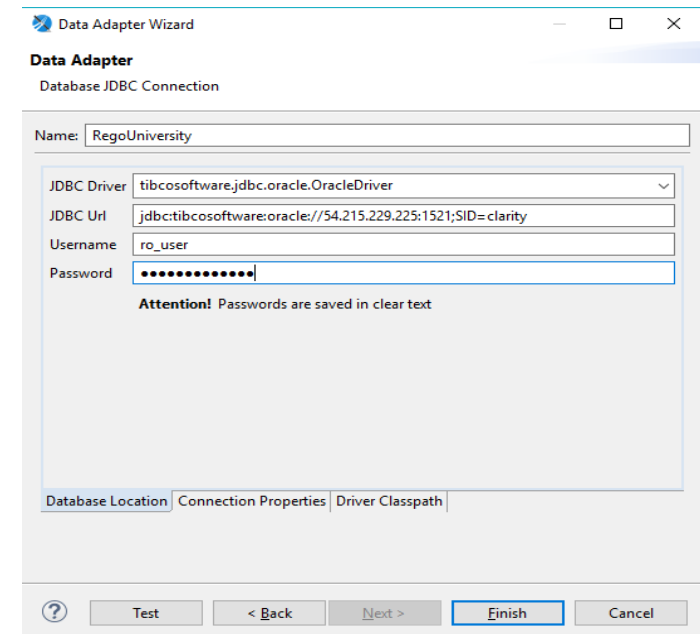 Data Adapter Wizard
Data Adapter
Database JDBC Connection
Name: RegoUniversity
JDBC Driver tibcosoftware.jdbc.oracle.OracleDriver
JDBC Url jdbc:tibcosoftware:oracle://54.215.229.225:1521;SID=clarity
Username ro_user
Password ●●●●●●●●●●●●●
Attention! Passwords are saved in clear text
Database Location Connection Properties Driver Classpath
? Test < Back Next > Finish Cancel